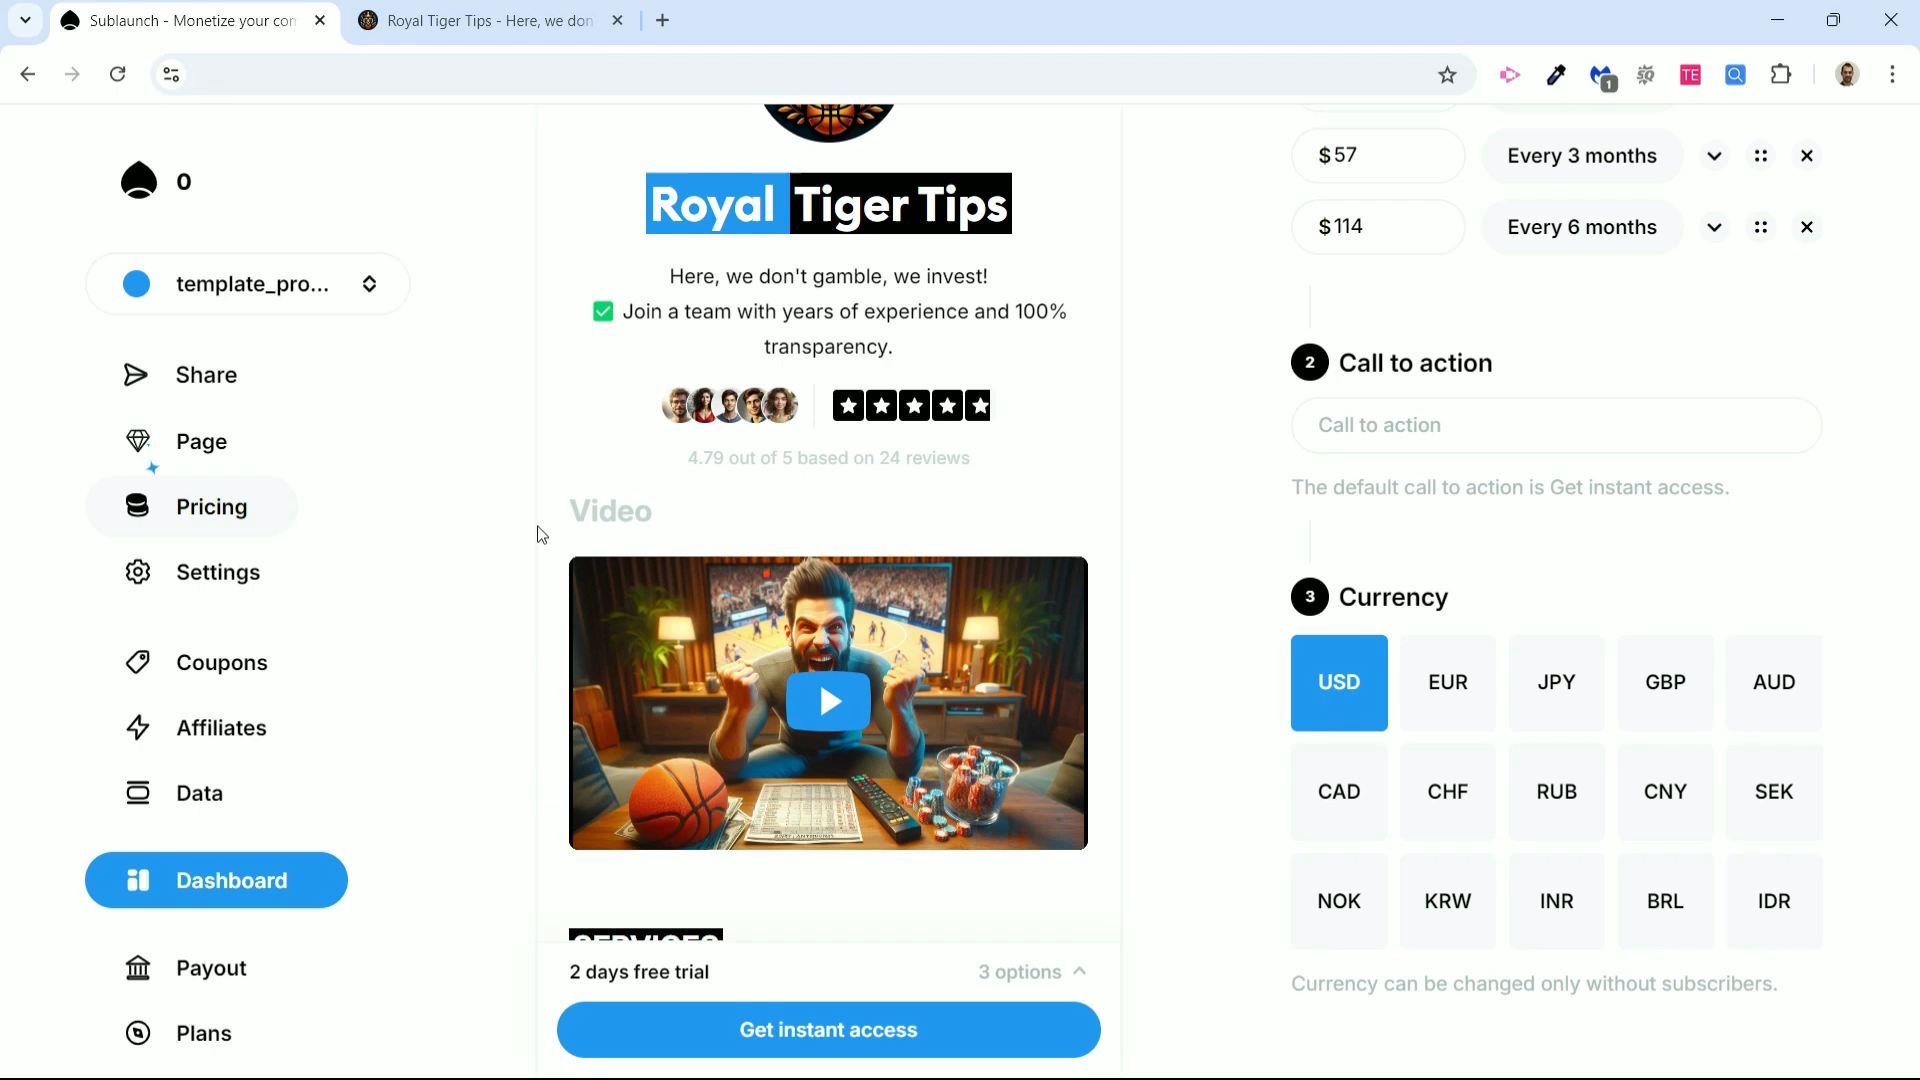 Sublaunch - Monetize your com
Royal Tiger Tips - Here, we don
1
TE
0
template_pro...
Share
Page
Pricing
Settings
Coupons
Affiliates
Data
Dashboard
Payout
Plans
Royal Tiger Tips
Here, we don't gamble, we invest!
Join a team with years of experience and 100%
transparency.
4.79 out of 5 based on 24 reviews
Video
SERVICES
2 days free trial
3 options
Get instant access
$57
Every 3 months
$114
Every 6 months
2 Call to action
Call to action
The default call to action is Get instant access.
3 Currency
USD EUR JPY GBP AUD
CAD CHF RUB CNY SEK
NOK KRW INR BRL IDR
Currency can be changed only without subscribers.